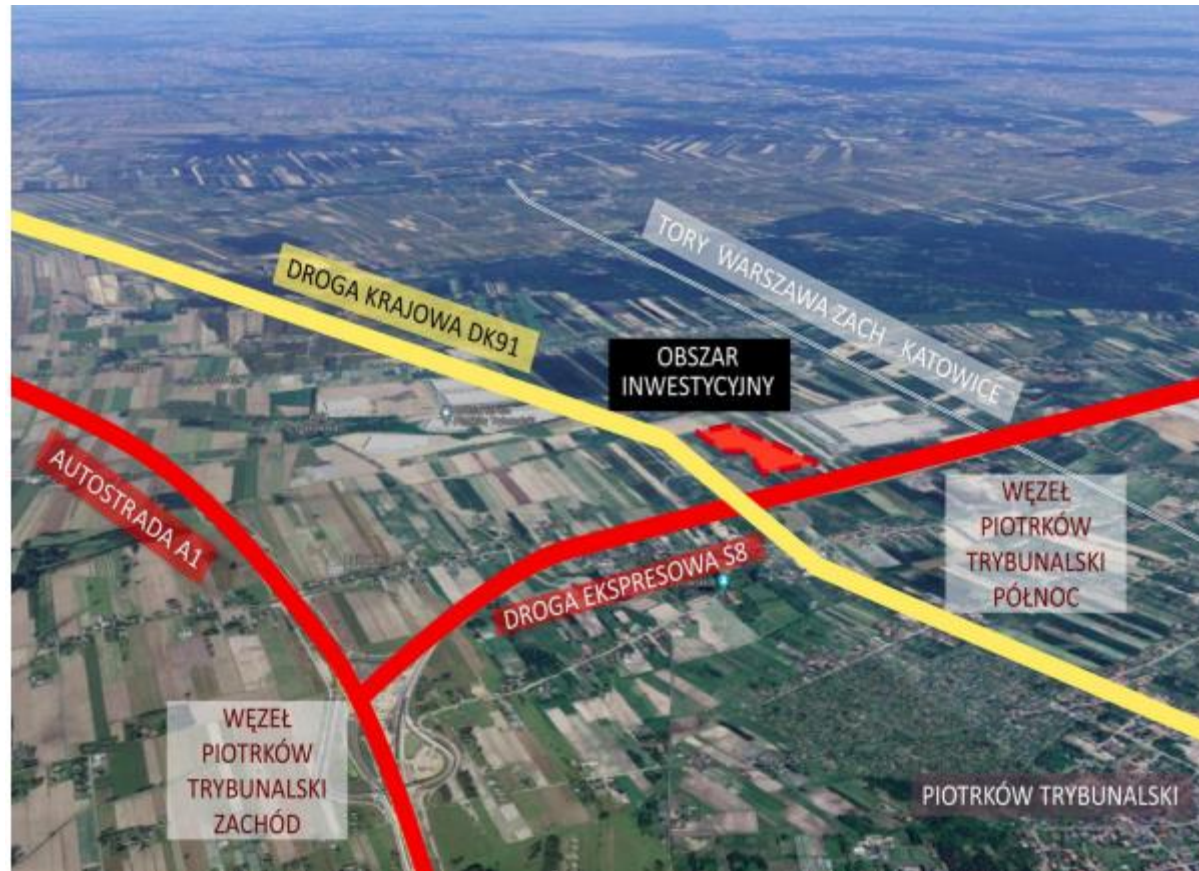 TORY WARSZAWA-ZACH KATOWICE
DROGA KRAJOWA DK91
OBSZAR
INWESTYCYJNY
AUTOSTRADA A1
WĘZEŁ
PIOTRKÓW
TRYBUNALSKI
PÓŁNOC
DROGA EKSPRESOWA S8
WĘZEŁ
PIOTRKÓW
TRYBUNALSKI
ZACHÓD
PIOTRKÓW TRYBUNALSKI